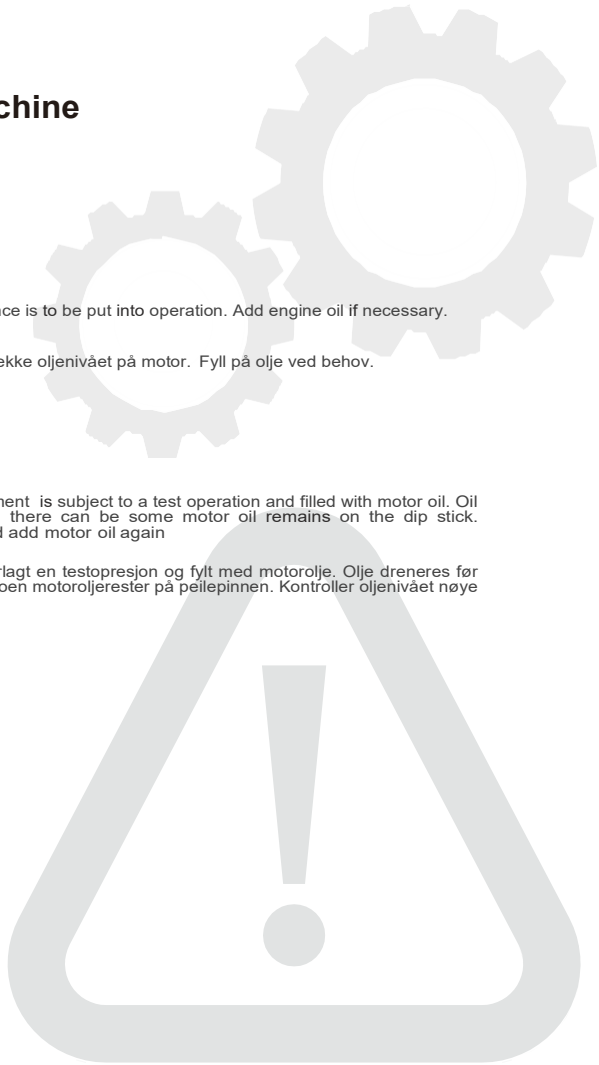 chine
ce is to be put into operation. Add engine oil if necessary.
ekke oljenivået på motor. Fyll på olje ved behov.
ment is subject to a test operation and filled with motor oil. Oil
there can be some motor oil remains on the dip stick.
d add motor oil again
rlagt en testopresjon og fylt med motorolje. Olje dreneres før
oen motoroljerester på peilepinnen. Kontroller oljenivået nøye